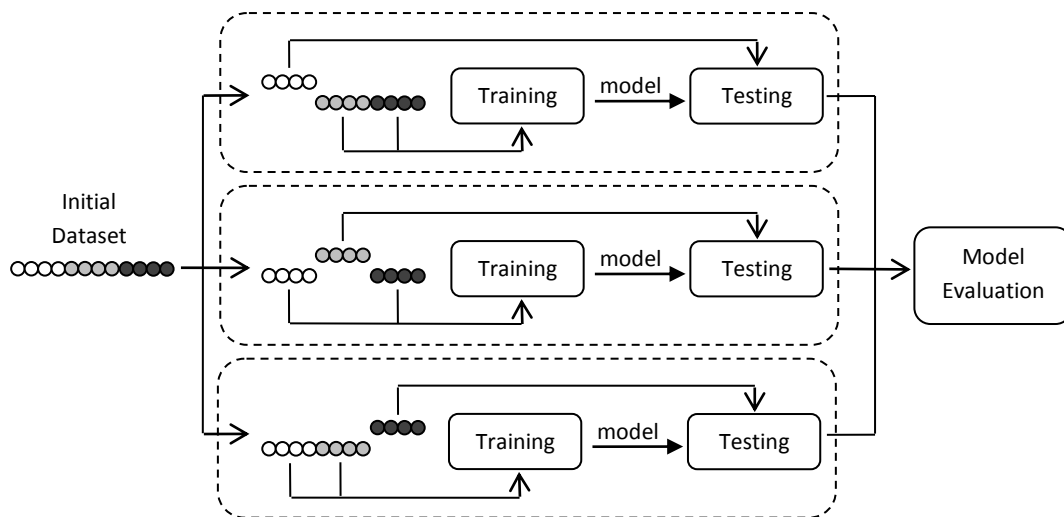 Training
model
Testing
Initial
Dataset
Training
model
Testing
Model
Evaluation
Training
model
Testing